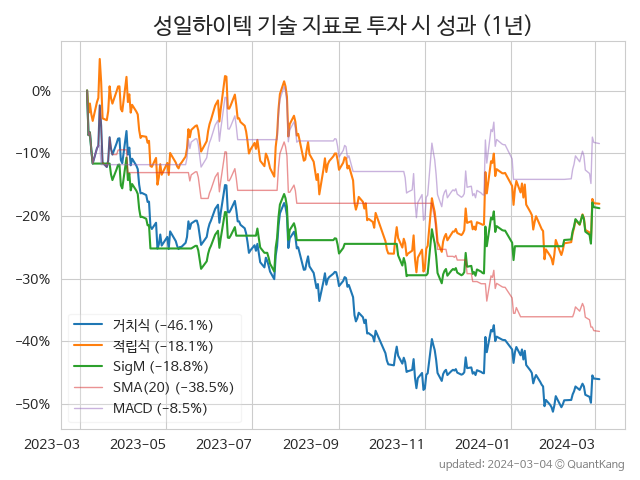 성일하이텍 기술 지표로 투자 시 성과 (1년)
0%
−10%
−20%
−30%
−40%
−50%
거치식 (−46.1%)
적립식 (−18.1%)
SigM (−18.8%)
SMA(20) (−38.5%)
MACD (−8.5%)
2023-03 2023-05 2023-07 2023-09 2023-11 2024-01 2024-03
updated: 2024-03-04 © QuantKang